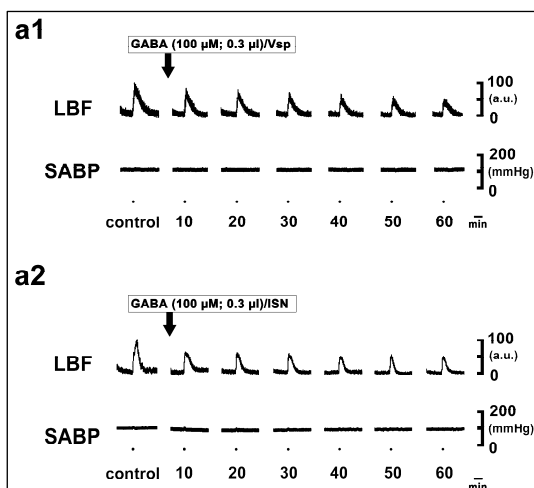 a1
GABA (100 µM; 0.3 µl)/Vsp
LBF
100
(a.u.)
0
SABP
200
(mmHg)
0
control 10 20 30 40 50 60 min
a2
GABA (100 µM; 0.3 µl)/ISN
LBF
100
(a.u.)
0
SABP
200
(mmHg)
0
control 10 20 30 40 50 60 min